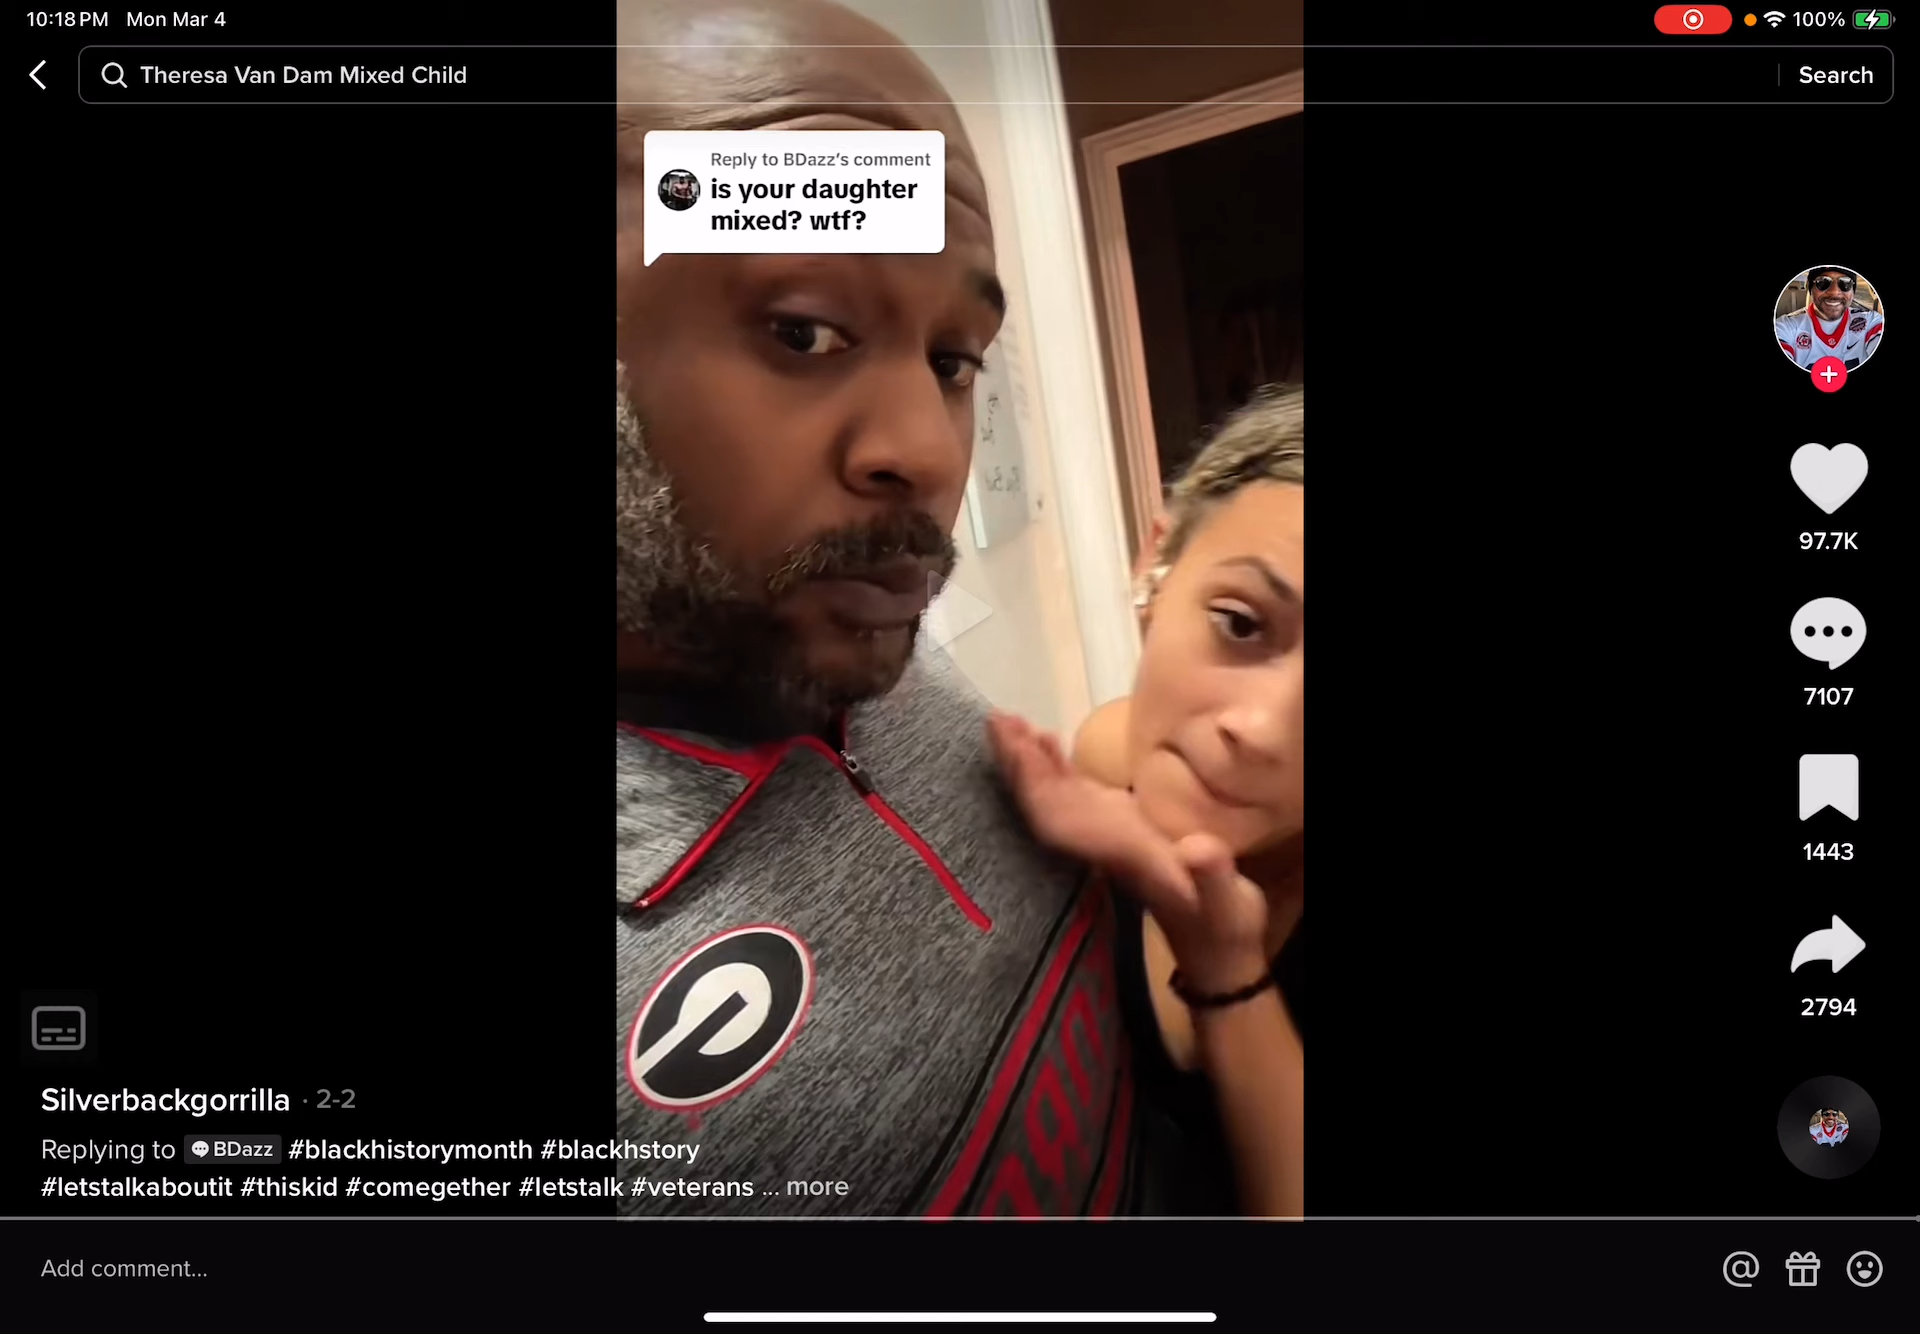 10:18 PM Mon Mar 4
100%
Theresa Van Dam Mixed Child
Search
Reply to BDazz's comment
is your daughter
mixed? wtf?
97.7K
7107
1443
2794
Silverbackgorrilla · 2-2
Replying to BDazz #blackhistorymonth #blackhstory
#letstalkaboutit #thiskid #comegether #letstalk #veterans ... more
Add comment...